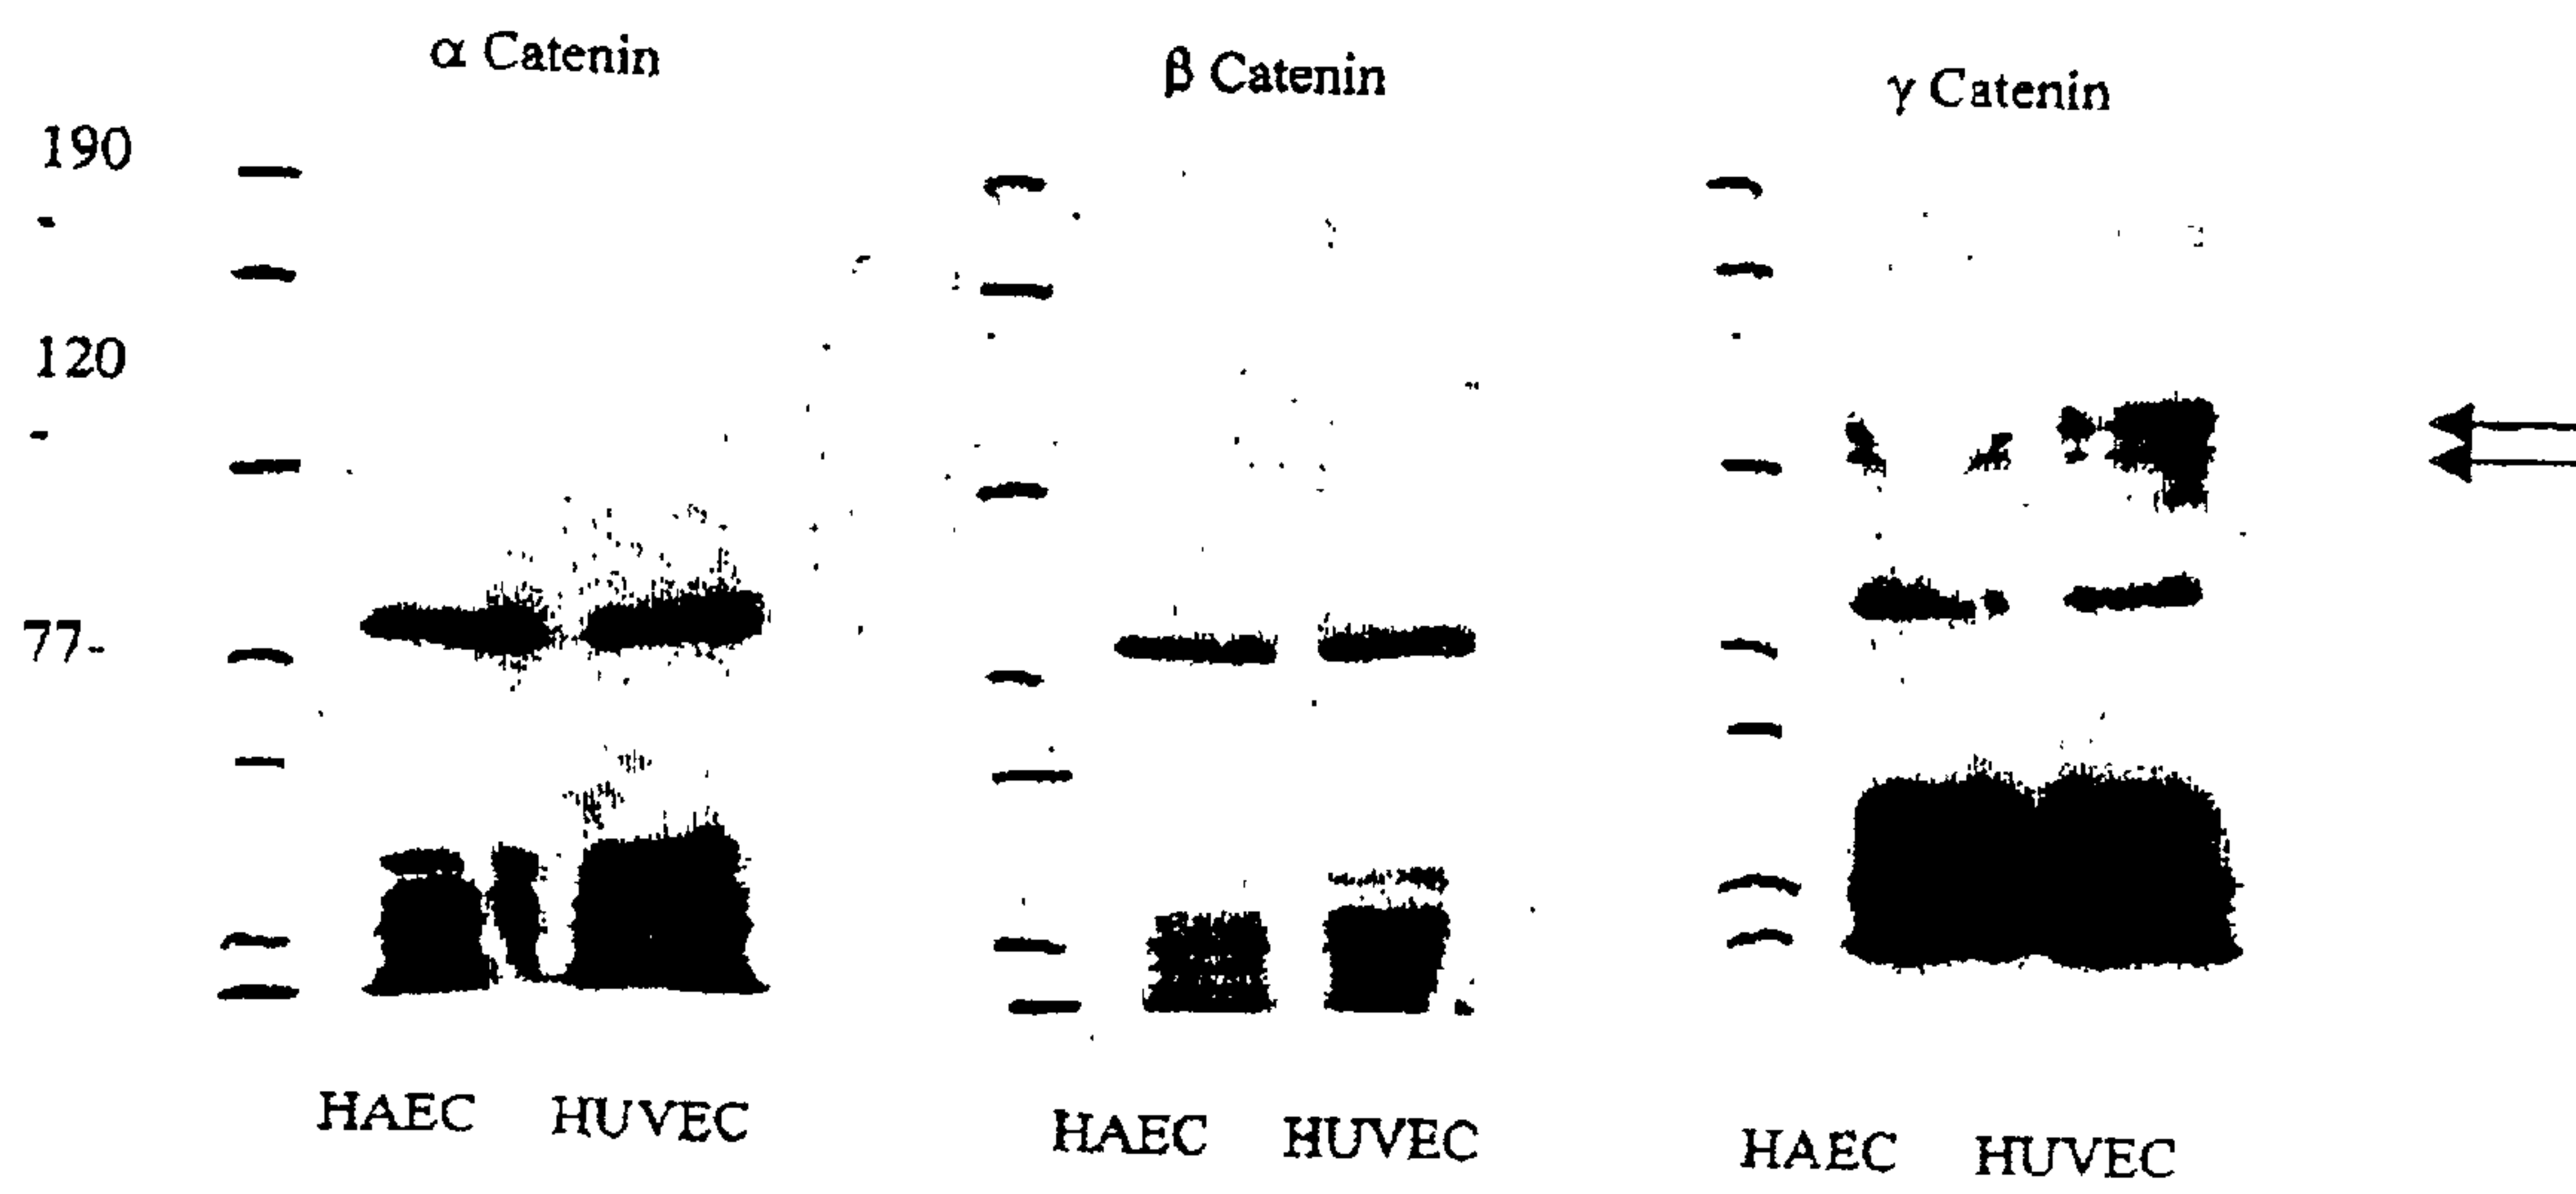 α Catenin
β Catenin
γ Catenin
190
-
120
-
77-
HAEC HUVEC
HAEC HUVEC
HAEC HUVEC